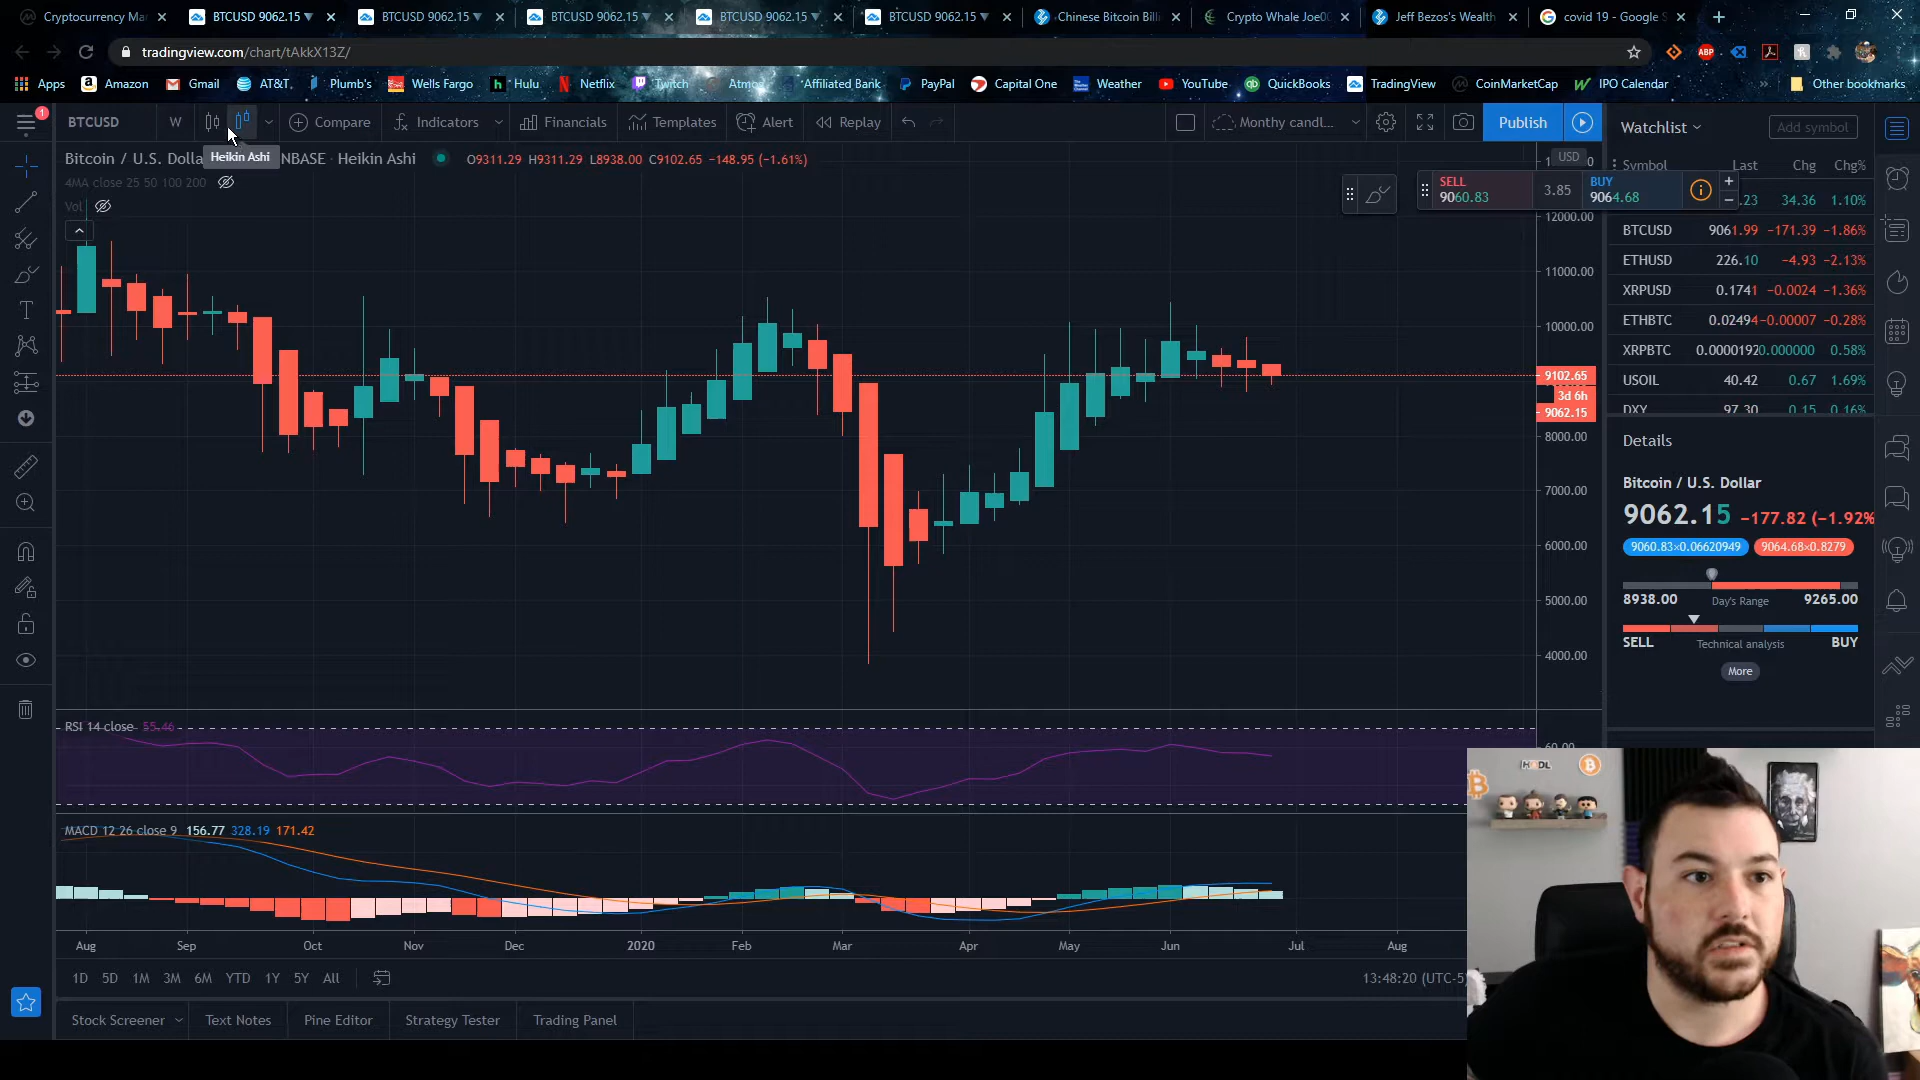 Cryptocurrency Ma
BTCUSD 9062.15 ▼
BTCUSD 9062.15 ▼
BTCUSD 9062.15 ▼
BTCUSD 9062.15 ▼
BTCUSD 9062.15 ▼
Chinese Bitcoin Bill
Crypto Whale Joe00
Jeff Bezos's Wealth
covid 19 - Google S
tradingview.com/chart/tAkkX13Z/
ABP
Apps
Amazon
Gmail
AT&T,
Plumb's
Wells Fargo
Hulu
Netflix
Twitch
Affiliated Bank
PayPal
Capital One
Weather
YouTube
QuickBooks
TradingView
CoinMarketCap
IPO Calendar
Other bookmarks
1
BTCUSD
W
Compare
Indicators
Financials
Templates
Alert
Replay
Monthy candl...
Publish
Watchlist
Add symbol
Heikin Ashi
Bitcoin / U.S. Dolla
NBASE · Heikin Ashi
O9311.29 H9311.29 L8938.00 C9102.65 −148.95 (−1.61%)
4MA close 25 50 100 200
Vol
USD
SELL
9060.83
3.85
BUY
9064.68
Symbol Last Chg Chg%
.23 34.36 1.10%
BTCUSD 9061.99 −171.39 −1.86%
ETHUSD 226.10 −4.93 −2.13%
XRPUSD 0.1741 −0.0024 −1.36%
ETHBTC 0.02494 −0.00007 −0.28%
XRPBTC 0.0000192 0.000000 0.58%
USOIL 40.42 0.67 1.69%
DXY 97.30 0.15 0.16%
12000.00
11000.00
10000.00
9102.65
3d 6h
9062.15
8000.00
7000.00
6000.00
5000.00
4000.00
Details
Bitcoin / U.S. Dollar
9062.15 −177.82 (−1.92%
9060.83×0.06620949
9064.68×0.8279
8938.00 Day's Range 9265.00
SELL Technical analysis BUY
More
RSI 14 close 55.46
60.00
MACD 12 26 close 9 156.77 328.19 171.42
Aug Sep Oct Nov Dec 2020 Feb Mar Apr May Jun Jul Aug
1D 5D 1M 3M 6M YTD 1Y 5Y All
13:48:20 (UTC-5)
Stock Screener
Text Notes
Pine Editor
Strategy Tester
Trading Panel